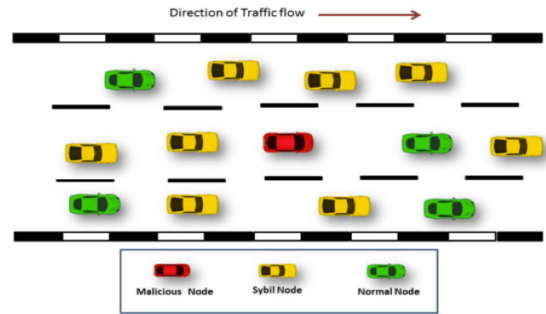 Direction of Traffic flow
Malicious Node
Sybil Node
Normal Node